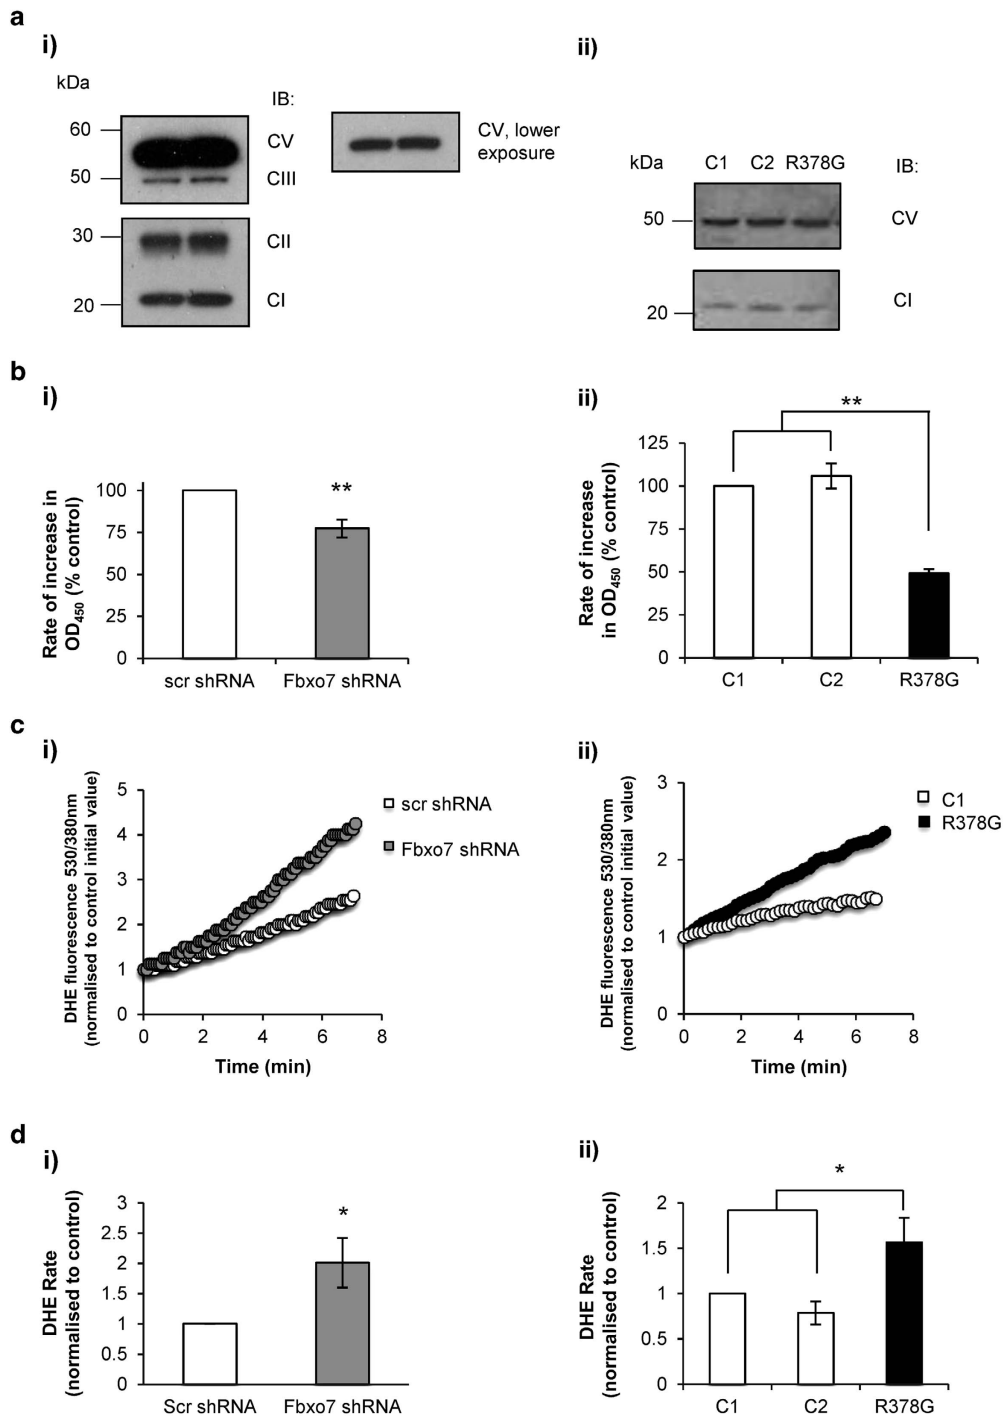 a
i)
kDa
IB:
60
50
30
20
CV
CIII
CII
CI
CV, lower
exposure
ii)
kDa
C1 C2 R378G
IB:
50
CV
20
CI
b
i)
Rate of increase in
OD450 (% control)
100
75
50
25
0
**
scr shRNA
Fbxo7 shRNA
ii)
Rate of increase
in OD450 (% control)
125
100
75
50
25
0
**
C1
C2
R378G
c
i)
DHE fluorescence 530/380nm
(normalised to control initial value)
5
4
3
2
1
0
0 2 4 6 8
Time (min)
scr shRNA
Fbxo7 shRNA
ii)
DHE fluorescence 530/380nm
(normalised to control initial value)
3
2
1
0
0 2 4 6 8
Time (min)
C1
R378G
d
i)
DHE Rate
(normalised to control)
3
2.5
2
1.5
1
0.5
0
*
Scr shRNA
Fbxo7 shRNA
ii)
DHE Rate
(normalised to control)
2
1.5
1
0.5
0
*
C1
C2
R378G